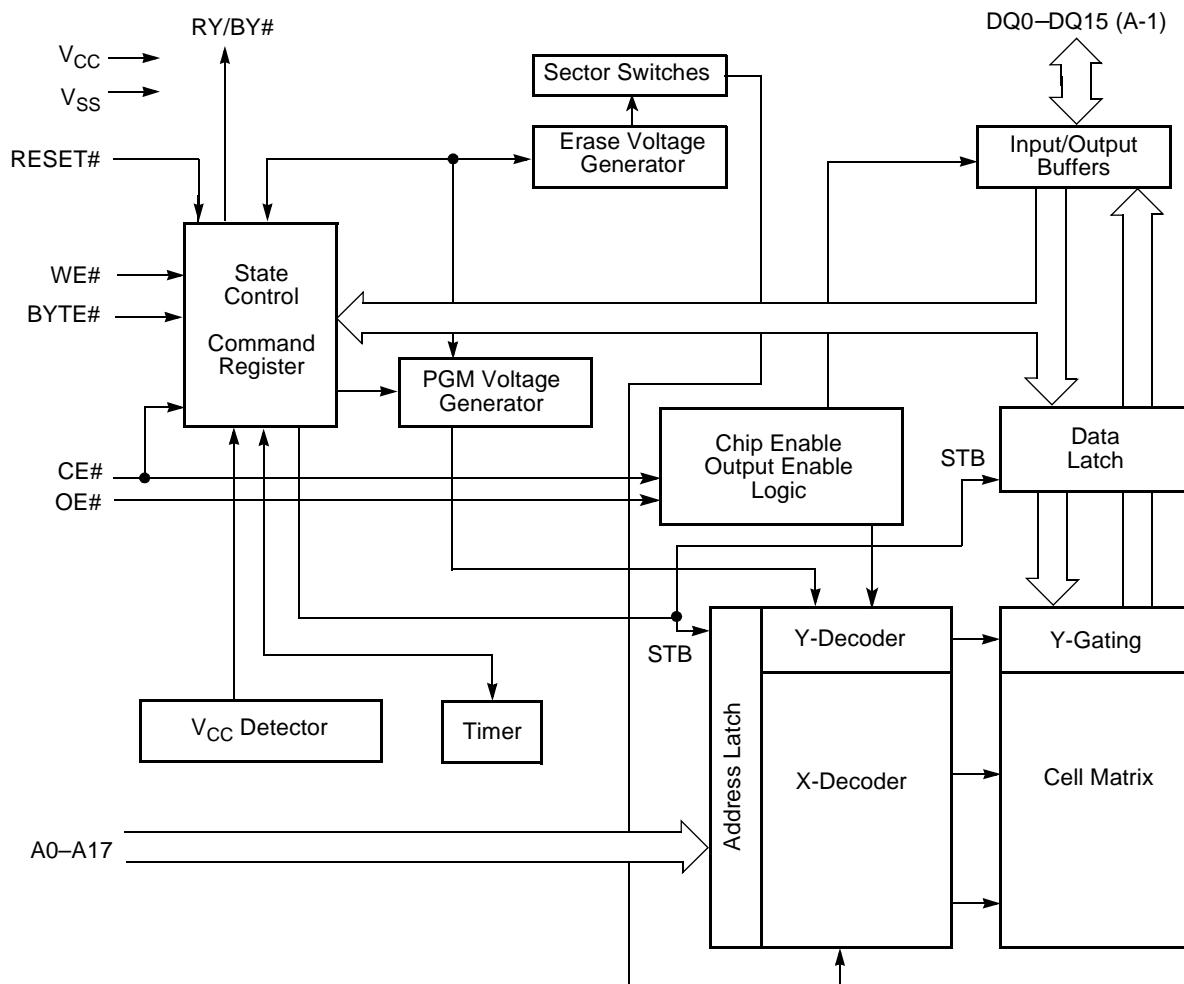 RY/BY#
DQ0–DQ15 (A-1)
VCC
VSS
Sector Switches
RESET#
Erase Voltage
Generator
Input/Output
Buffers
WE#
BYTE#
State
Control
Command
Register
PGM Voltage
Generator
CE#
OE#
Chip Enable
Output Enable
Logic
STB
Data
Latch
STB
Y-Decoder
Y-Gating
VCC Detector
Timer
Address Latch
X-Decoder
Cell Matrix
A0–A17